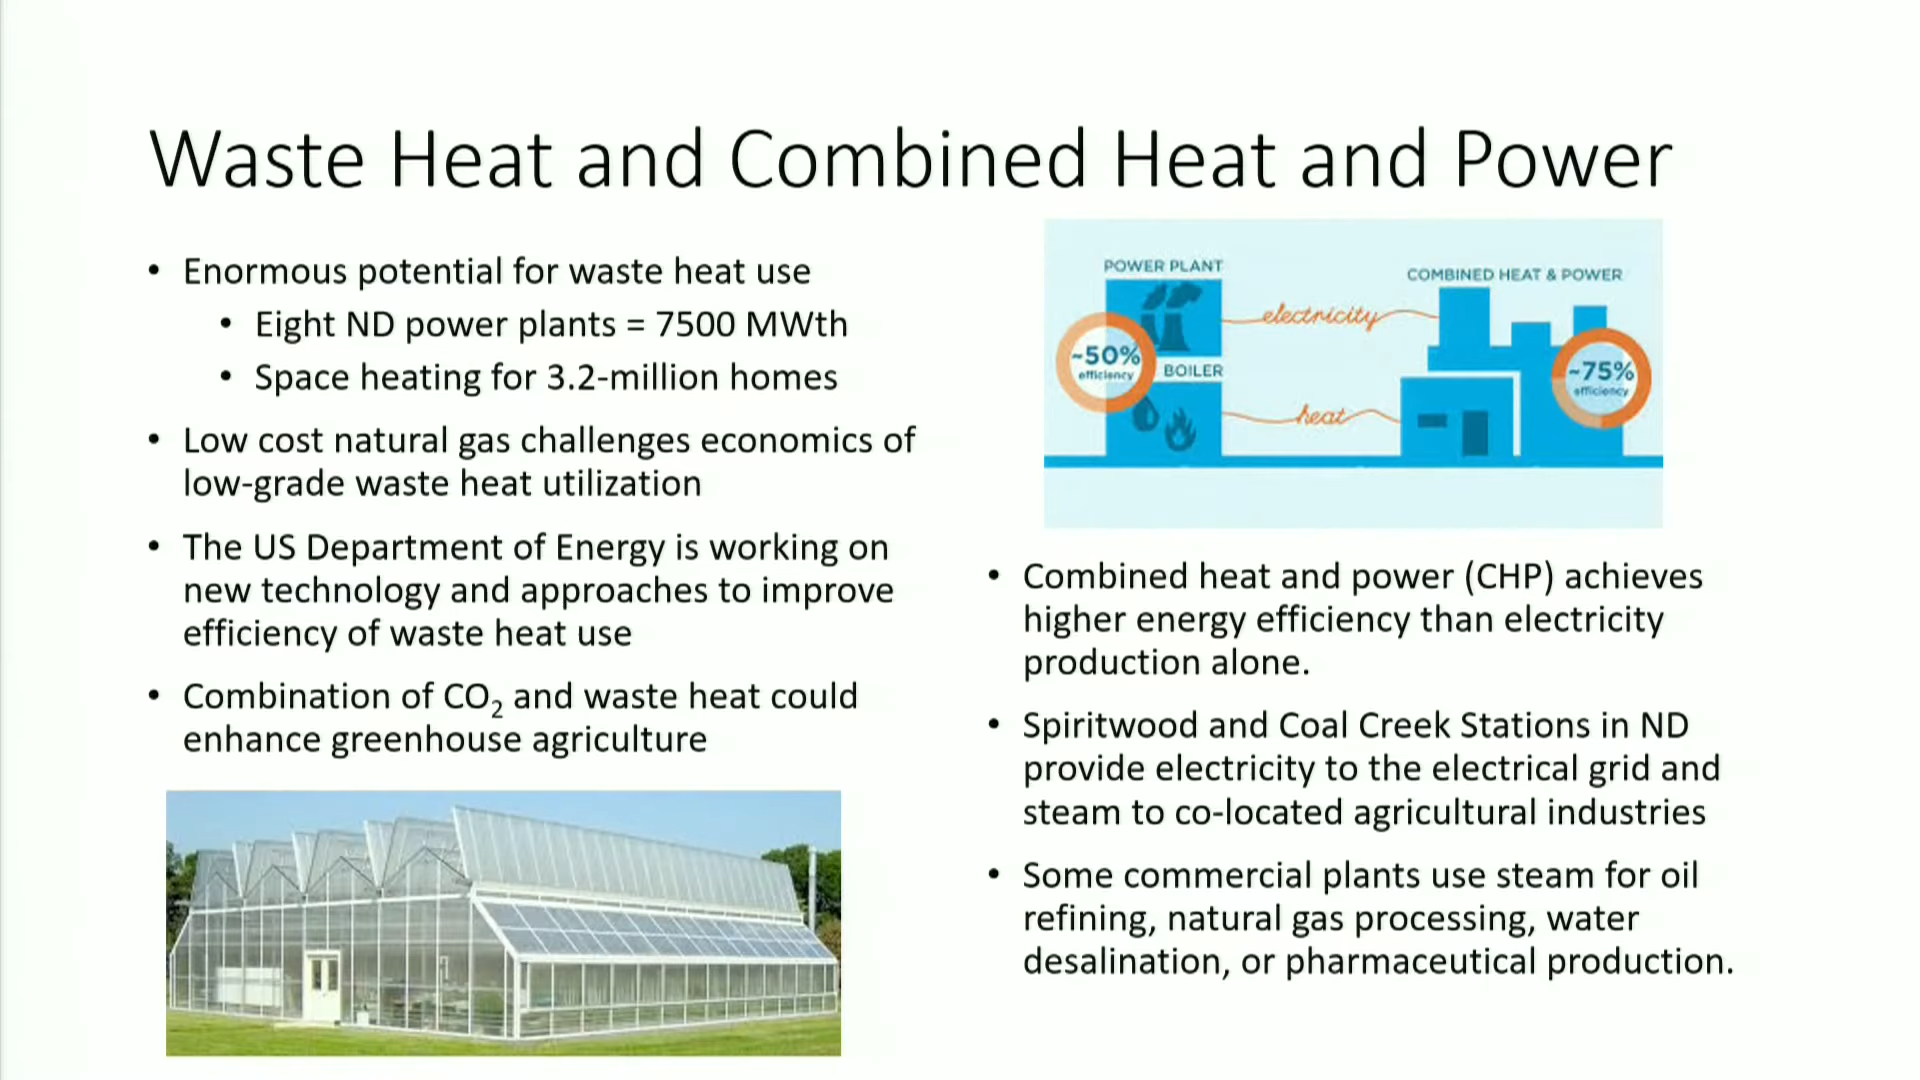 Waste Heat and Combined Heat and Power
• Enormous potential for waste heat use
• Eight ND power plants = 7500 MWth
• Space heating for 3.2-million homes
• Low cost natural gas challenges economics of
low-grade waste heat utilization
• The US Department of Energy is working on
new technology and approaches to improve
efficiency of waste heat use
• Combination of CO₂ and waste heat could
enhance greenhouse agriculture
POWER PLANT
COMBINED HEAT & POWER
electricity
~50%
efficiency
BOILER
~75%
efficiency
heat
• Combined heat and power (CHP) achieves
higher energy efficiency than electricity
production alone.
• Spiritwood and Coal Creek Stations in ND
provide electricity to the electrical grid and
steam to co-located agricultural industries
• Some commercial plants use steam for oil
refining, natural gas processing, water
desalination, or pharmaceutical production.